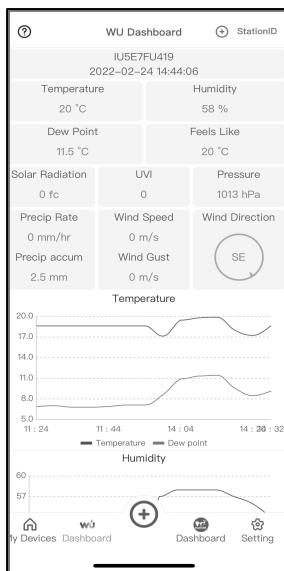 WU Dashboard
StationID
IU5E7FU419
2022-02-24 14:44:06
Temperature Humidity
20 °C 58 %
Dew Point Feels Like
11.5 °C 20 °C
Solar Radiation UVI Pressure
0 fc 0 1013 hPa
Precip Rate Wind Speed Wind Direction
0 mm/hr 0 m/s
Precip accum Wind Gust SE
2.5 mm 0 m/s
Temperature
20.0
17.0
14.0
11.0
8.0
5.0
11 : 24 11 : 44 14 : 04 14 : 32
Temperature Dew point
Humidity
60
57
wu
y Devices Dashboard Dashboard Setting